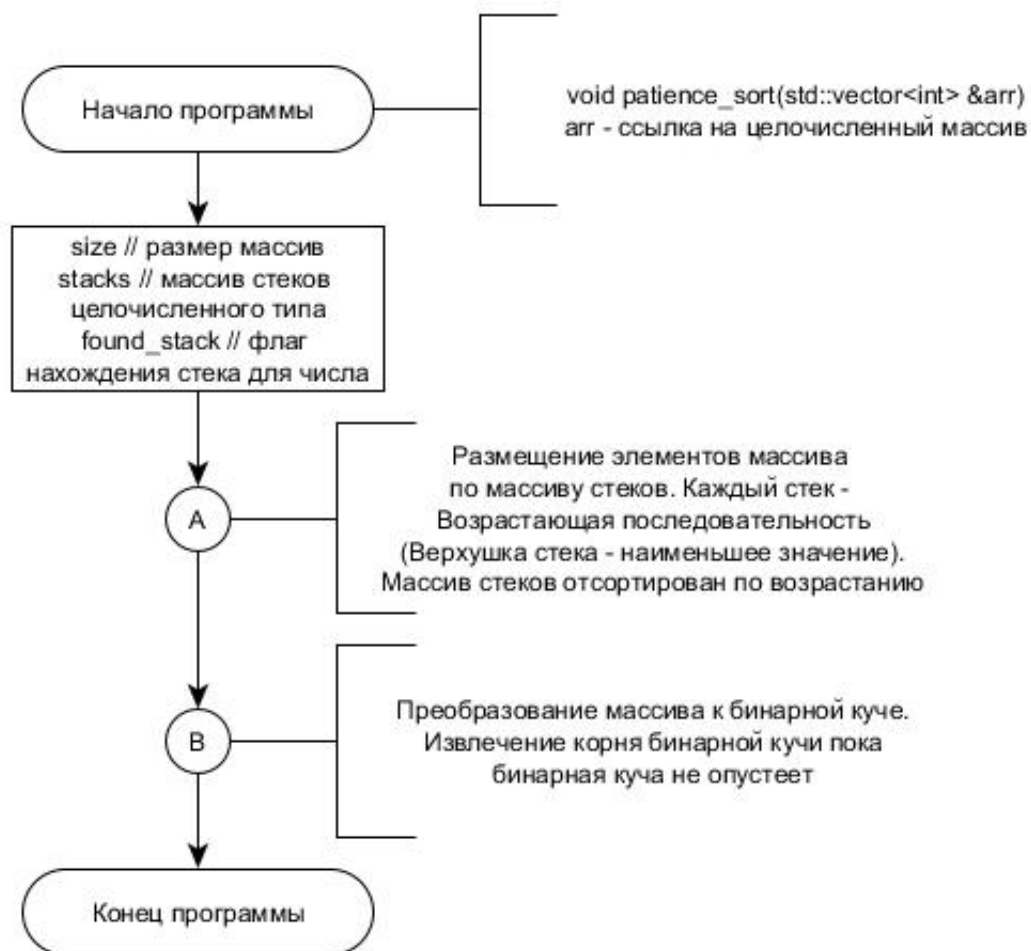 Начало программы
void patience_sort(std::vector<int> &arr)
arr - ссылка на целочисленный массив
size // размер массив
stacks // массив стеков
целочисленного типа
found_stack // флаг
нахождения стека для числа
A
Размещение элементов массива
по массиву стеков. Каждый стек -
Возрастающая последовательность
(Верхушка стека - наименьшее значение).
Массив стеков отсортирован по возрастанию
B
Преобразование массива к бинарной куче.
Извлечение корня бинарной кучи пока
бинарная куча не опустеет
Конец программы